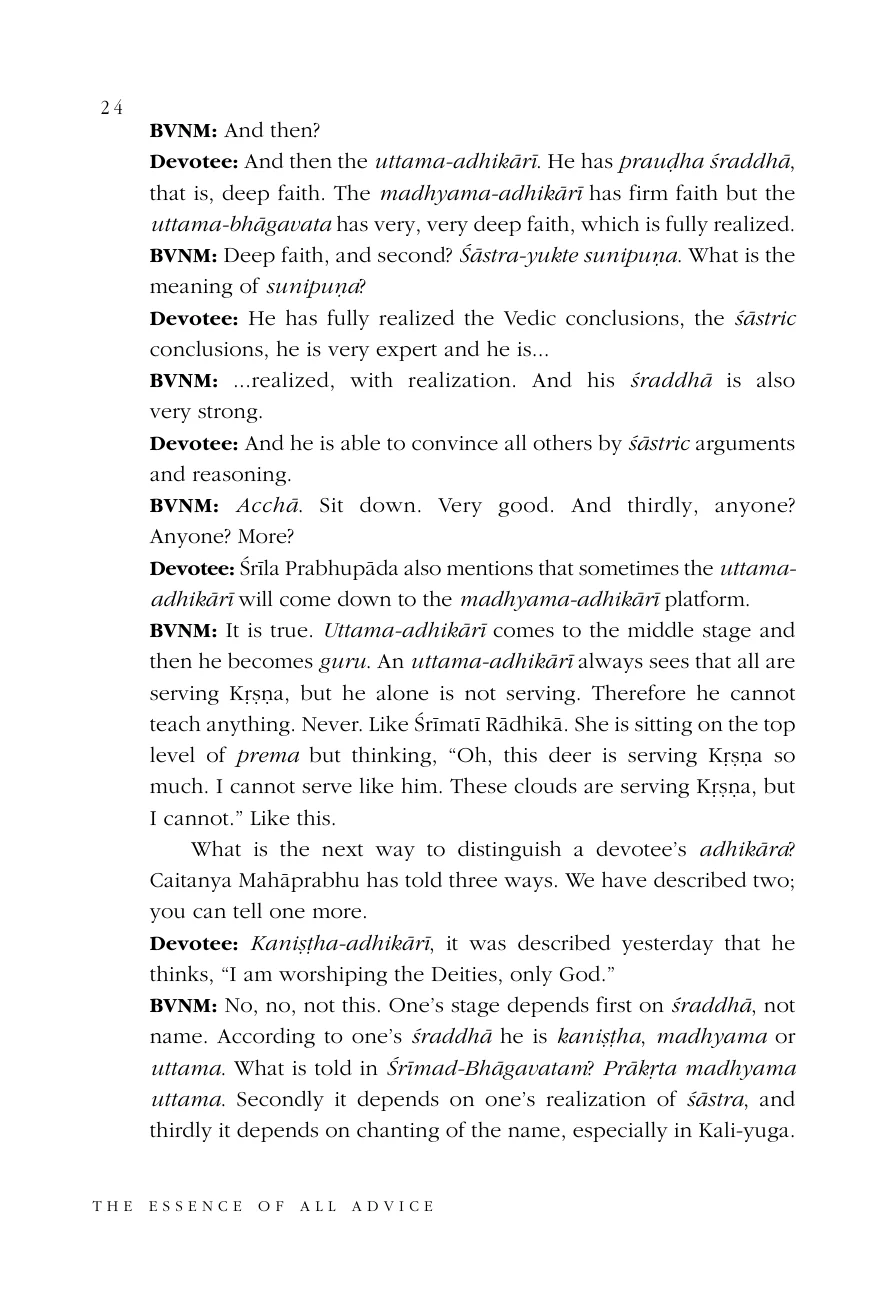 24
BVNM: And then?
Devotee: And then the uttama-adhikārī. He has prauḍha śraddhā,
that is, deep faith. The madhyama-adhikārī has firm faith but the
uttama-bhāgavata has very, very deep faith, which is fully realized.
BVNM: Deep faith, and second? Śāstra-yukte sunipuṇa. What is the
meaning of sunipuṇa?
Devotee: He has fully realized the Vedic conclusions, the śāstric
conclusions, he is very expert and he is...
BVNM: ...realized, with realization. And his śraddhā is also
very strong.
Devotee: And he is able to convince all others by śāstric arguments
and reasoning.
BVNM: Acchā. Sit down. Very good. And thirdly, anyone?
Anyone? More?
Devotee: Śrīla Prabhupāda also mentions that sometimes the uttama-
adhikārī will come down to the madhyama-adhikārī platform.
BVNM: It is true. Uttama-adhikārī comes to the middle stage and
then he becomes guru. An uttama-adhikārī always sees that all are
serving Kṛṣṇa, but he alone is not serving. Therefore he cannot
teach anything. Never. Like Śrīmatī Rādhikā. She is sitting on the top
level of prema but thinking, “Oh, this deer is serving Kṛṣṇa so
much. I cannot serve like him. These clouds are serving Kṛṣṇa, but
I cannot.” Like this.
What is the next way to distinguish a devotee’s adhikāra?
Caitanya Mahāprabhu has told three ways. We have described two;
you can tell one more.
Devotee: Kaniṣṭha-adhikārī, it was described yesterday that he
thinks, “I am worshiping the Deities, only God.”
BVNM: No, no, not this. One’s stage depends first on śraddhā, not
name. According to one’s śraddhā he is kaniṣṭha, madhyama or
uttama. What is told in Śrīmad-Bhāgavatam? Prākṛta madhyama
uttama. Secondly it depends on one’s realization of śāstra, and
thirdly it depends on chanting of the name, especially in Kali-yuga.
THE ESSENCE OF ALL ADVICE